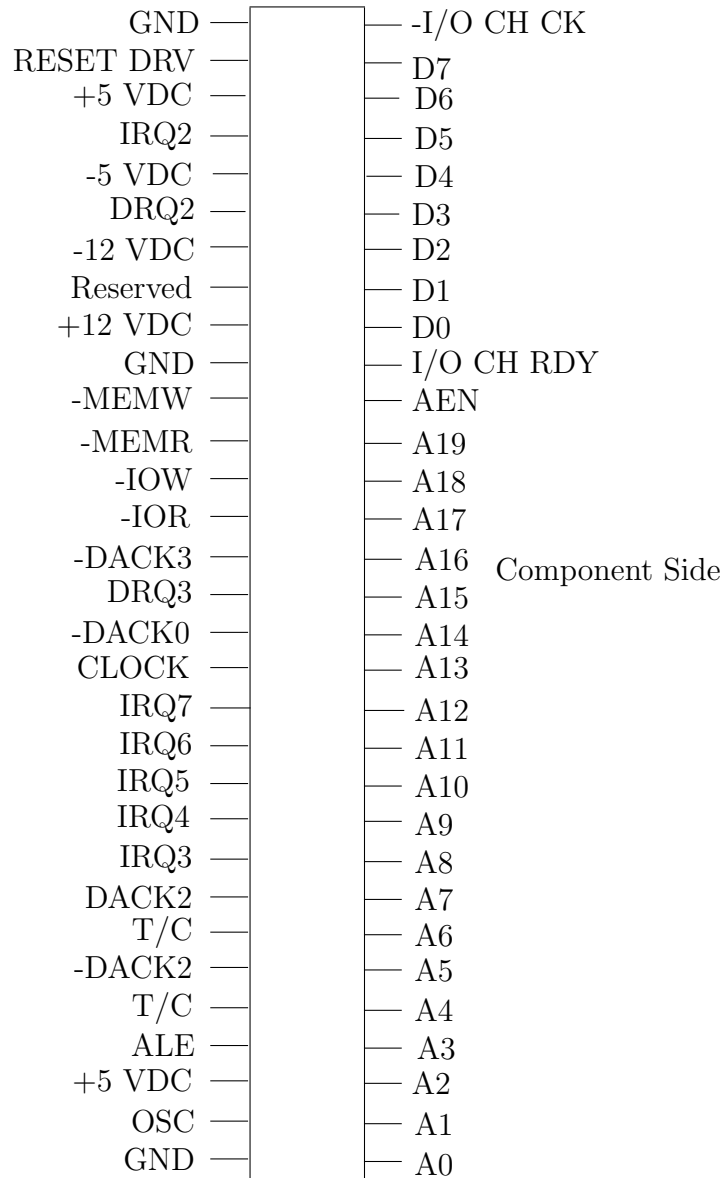 GND -I/O CH CK
RESET DRV D7
+5 VDC D6
IRQ2 D5
-5 VDC D4
DRQ2 D3
-12 VDC D2
Reserved D1
+12 VDC D0
GND I/O CH RDY
-MEMW AEN
-MEMR A19
-IOW A18
-IOR A17
-DACK3 A16
Component Side
DRQ3 A15
-DACK0 A14
CLOCK A13
IRQ7 A12
IRQ6 A11
IRQ5 A10
IRQ4 A9
IRQ3 A8
DACK2 A7
T/C A6
-DACK2 A5
T/C A4
ALE A3
+5 VDC A2
OSC A1
GND A0